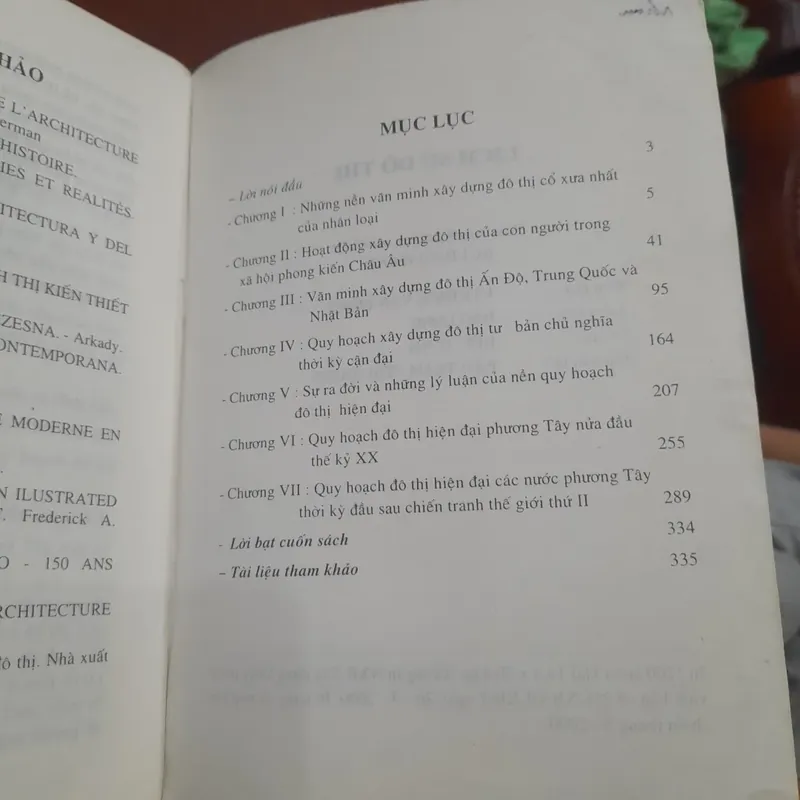 HẢO
E L'ARCHITECTURE
erman
HISTOIRE.
IES ET REALITÉS.
ITECTURA Y DEL
H THỊ KIẾN THIẾT
ZESNA. - Arkady.
ONTEMPORANA.
E MODERNE EN
N ILUSTRATED
Frederick A.
O - 150 ANS
RCHITECTURE
ô thị. Nhà xuất
MỤC LỤC
– Lời nói đầu 3
- Chương I : Những nền văn minh xây dựng đô thị cổ xưa nhất
của nhân loại 5
- Chương II : Hoạt động xây dựng đô thị của con người trong
xã hội phong kiến Châu Âu 41
- Chương III : Văn minh xây dựng đô thị Ấn Độ, Trung Quốc và
Nhật Bản 95
- Chương IV : Quy hoạch xây dựng đô thị tư bản chủ nghĩa
thời kỳ cận đại 164
- Chương V : Sự ra đời và những lý luận của nền quy hoạch
đô thị hiện đại 207
- Chương VI : Quy hoạch đô thị hiện đại phương Tây nửa đầu
thế kỷ XX 255
- Chương VII : Quy hoạch đô thị hiện đại các nước phương Tây
thời kỳ đầu sau chiến tranh thế giới thứ II 289
- Lời bạt cuốn sách 334
– Tài liệu tham khảo 335